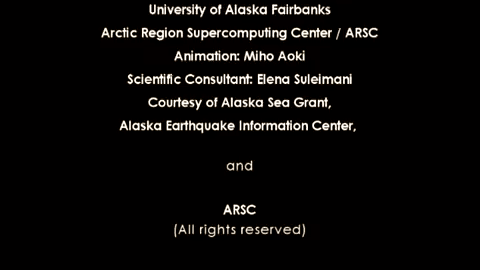 University of Alaska Fairbanks
Arctic Region Supercomputing Center / ARSC
Animation: Miho Aoki
Scientific Consultant: Elena Suleimani
Courtesy of Alaska Sea Grant,
Alaska Earthquake Information Center,
and
ARSC
(All rights reserved)